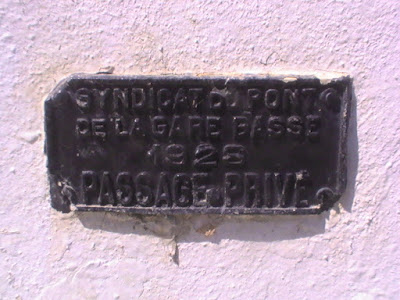 SYNDICAT DU PONT
DE LA GARE BASSE
1928
PASSAGE PRIVÉ